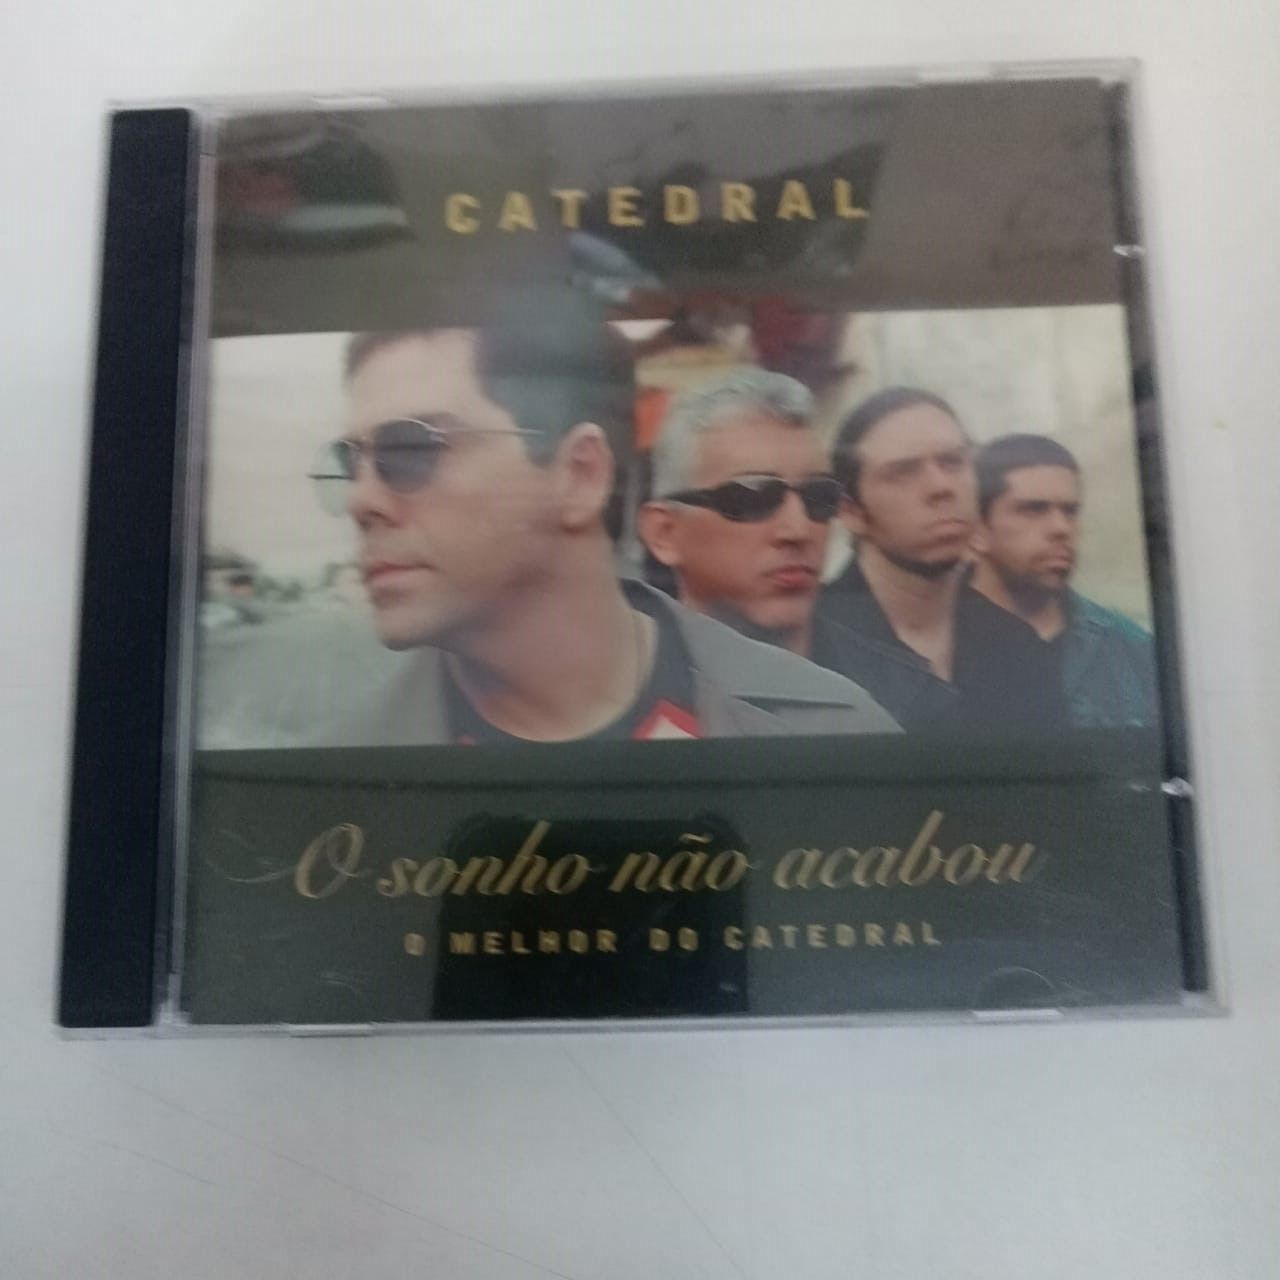 CATEDRAL
O sonho não acabou
O MELHOR DO CATEDRAL